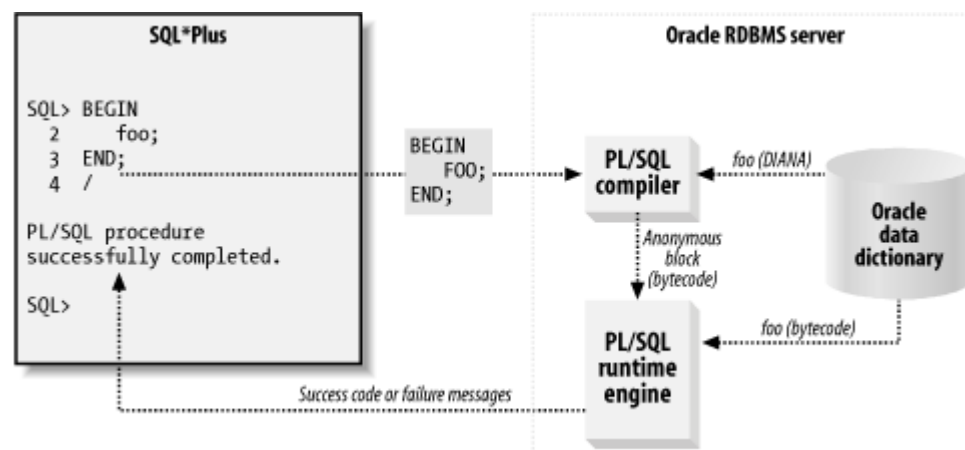 SQL*Plus
SQL> BEGIN
2 foo;
3 END;
4 /
PL/SQL procedure
successfully completed.
SQL>
BEGIN
FOO;
END;
Oracle RDBMS server
PL/SQL
compiler
foo (DIANA)
Oracle
data
dictionary
Anonymous
block
(bytecode)
foo (bytecode)
PL/SQL
runtime
engine
Success code or failure messages